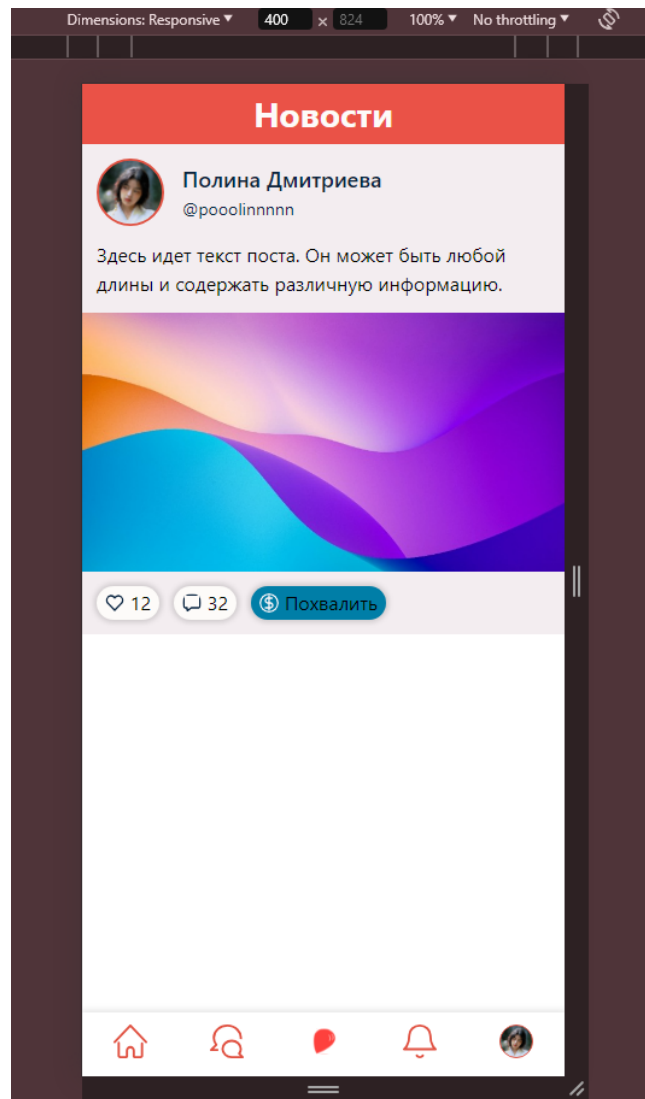 Dimensions: Responsive ▼ 400 × 824 100% ▼ No throttling ▼
Новости
Полина Дмитриева
@pooolinnnnn
Здесь идет текст поста. Он может быть любой
длины и содержать различную информацию.
12 32 Похвалить